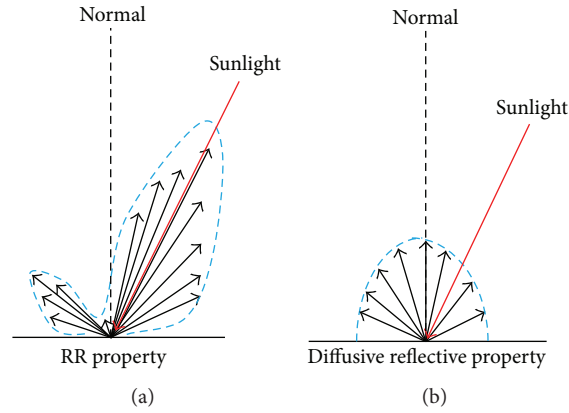 Normal
Sunlight
RR property
(a)
Normal
Sunlight
Diffusive reflective property
(b)